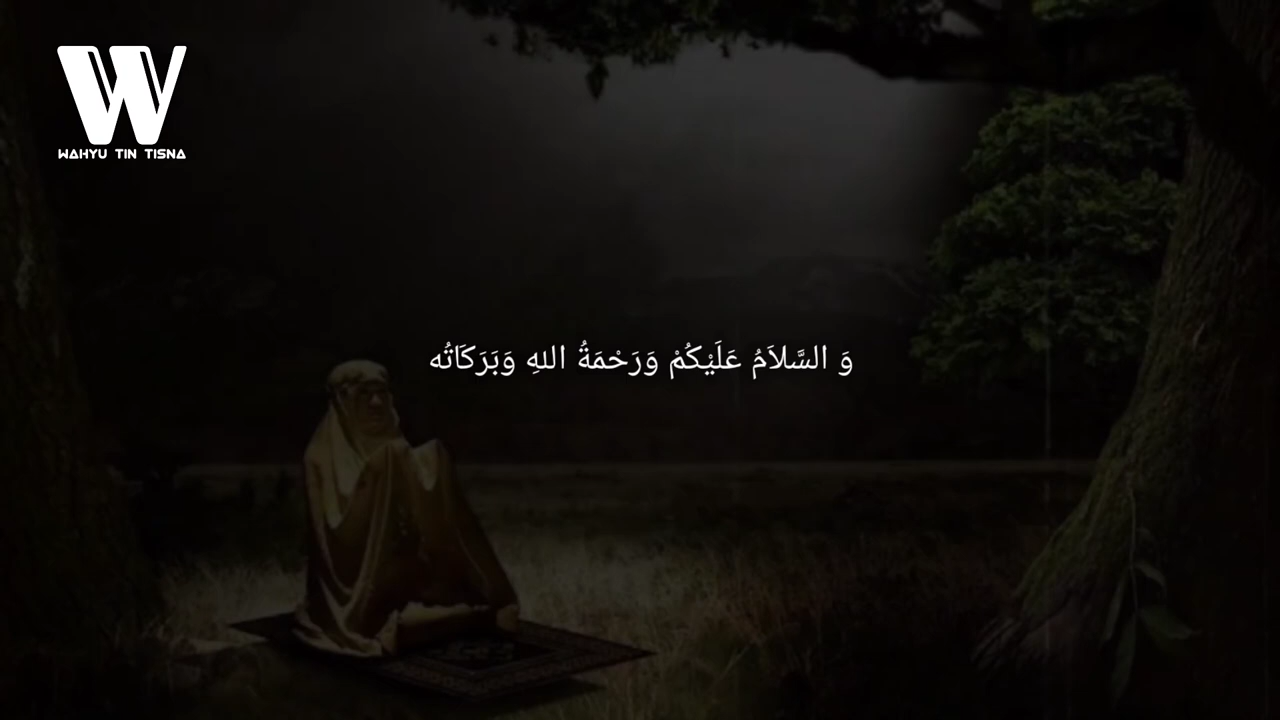 W
WAHYU TIN TISNA
وَ السَّلاَمُ عَلَيْكُمْ وَرَحْمَةُ اللهِ وَبَرَكَاتُه